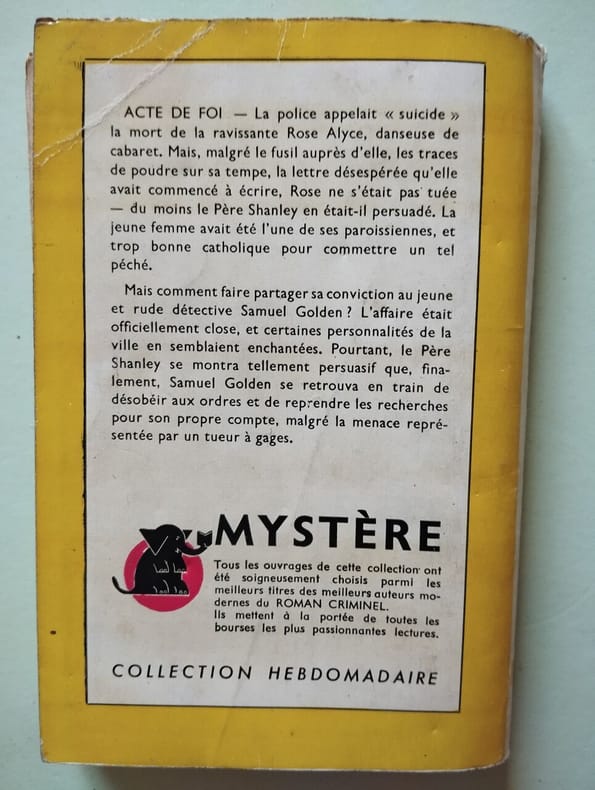 ACTE DE FOI — La police appelait « suicide »
la mort de la ravissante Rose Alyce, danseuse de
cabaret. Mais, malgré le fusil auprès d'elle, les traces
de poudre sur sa tempe, la lettre désespérée qu'elle
avait commencé à écrire, Rose ne s'était pas tuée
— du moins le Père Shanley en était-il persuadé. La
jeune femme avait été l'une de ses paroissiennes, et
trop bonne catholique pour commettre un tel
péché.
Mais comment faire partager sa conviction au jeune
et rude détective Samuel Golden ? L'affaire était
officiellement close, et certaines personnalités de la
ville en semblaient enchantées. Pourtant, le Père
Shanley se montra tellement persuasif que, fina-
lement, Samuel Golden se retrouva en train de
désobéir aux ordres et de reprendre les recherches
pour son propre compte, malgré la menace repré-
sentée par un tueur à gages.
MYSTÈRE
Tous les ouvrages de cette collection ont
été soigneusement choisis parmi les
meilleurs titres des meilleurs auteurs mo-
dernes du ROMAN CRIMINEL.
Ils mettent à la portée de toutes les
bourses les plus passionnantes lectures.
COLLECTION HEBDOMADAIRE